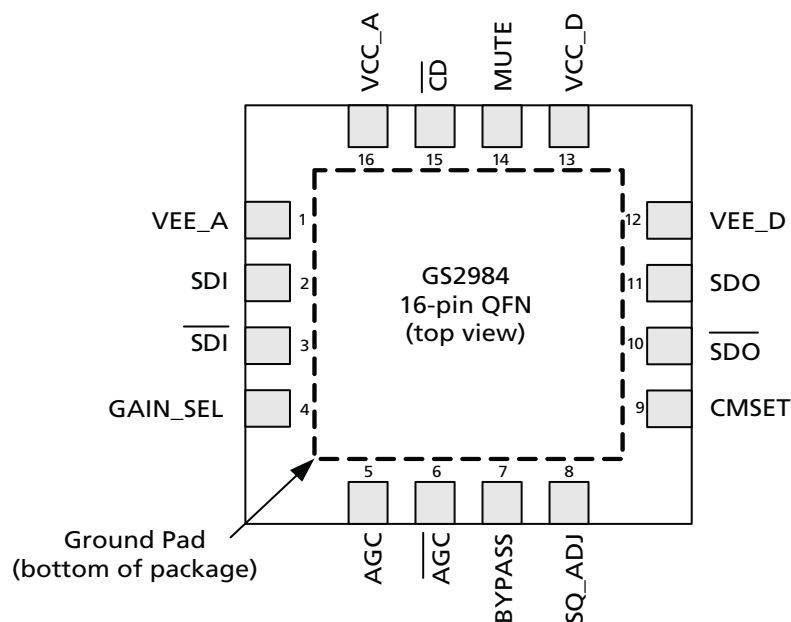 VCC_A
CD
MUTE
VCC_D
16
15
14
13
VEE_A
1
12
VEE_D
SDI
2
GS2984
16-pin QFN
(top view)
11
SDO
SDI
3
10
SDO
GAIN_SEL
4
9
CMSET
5
6
7
8
Ground Pad
(bottom of package)
AGC
AGC
BYPASS
SQ_ADJ